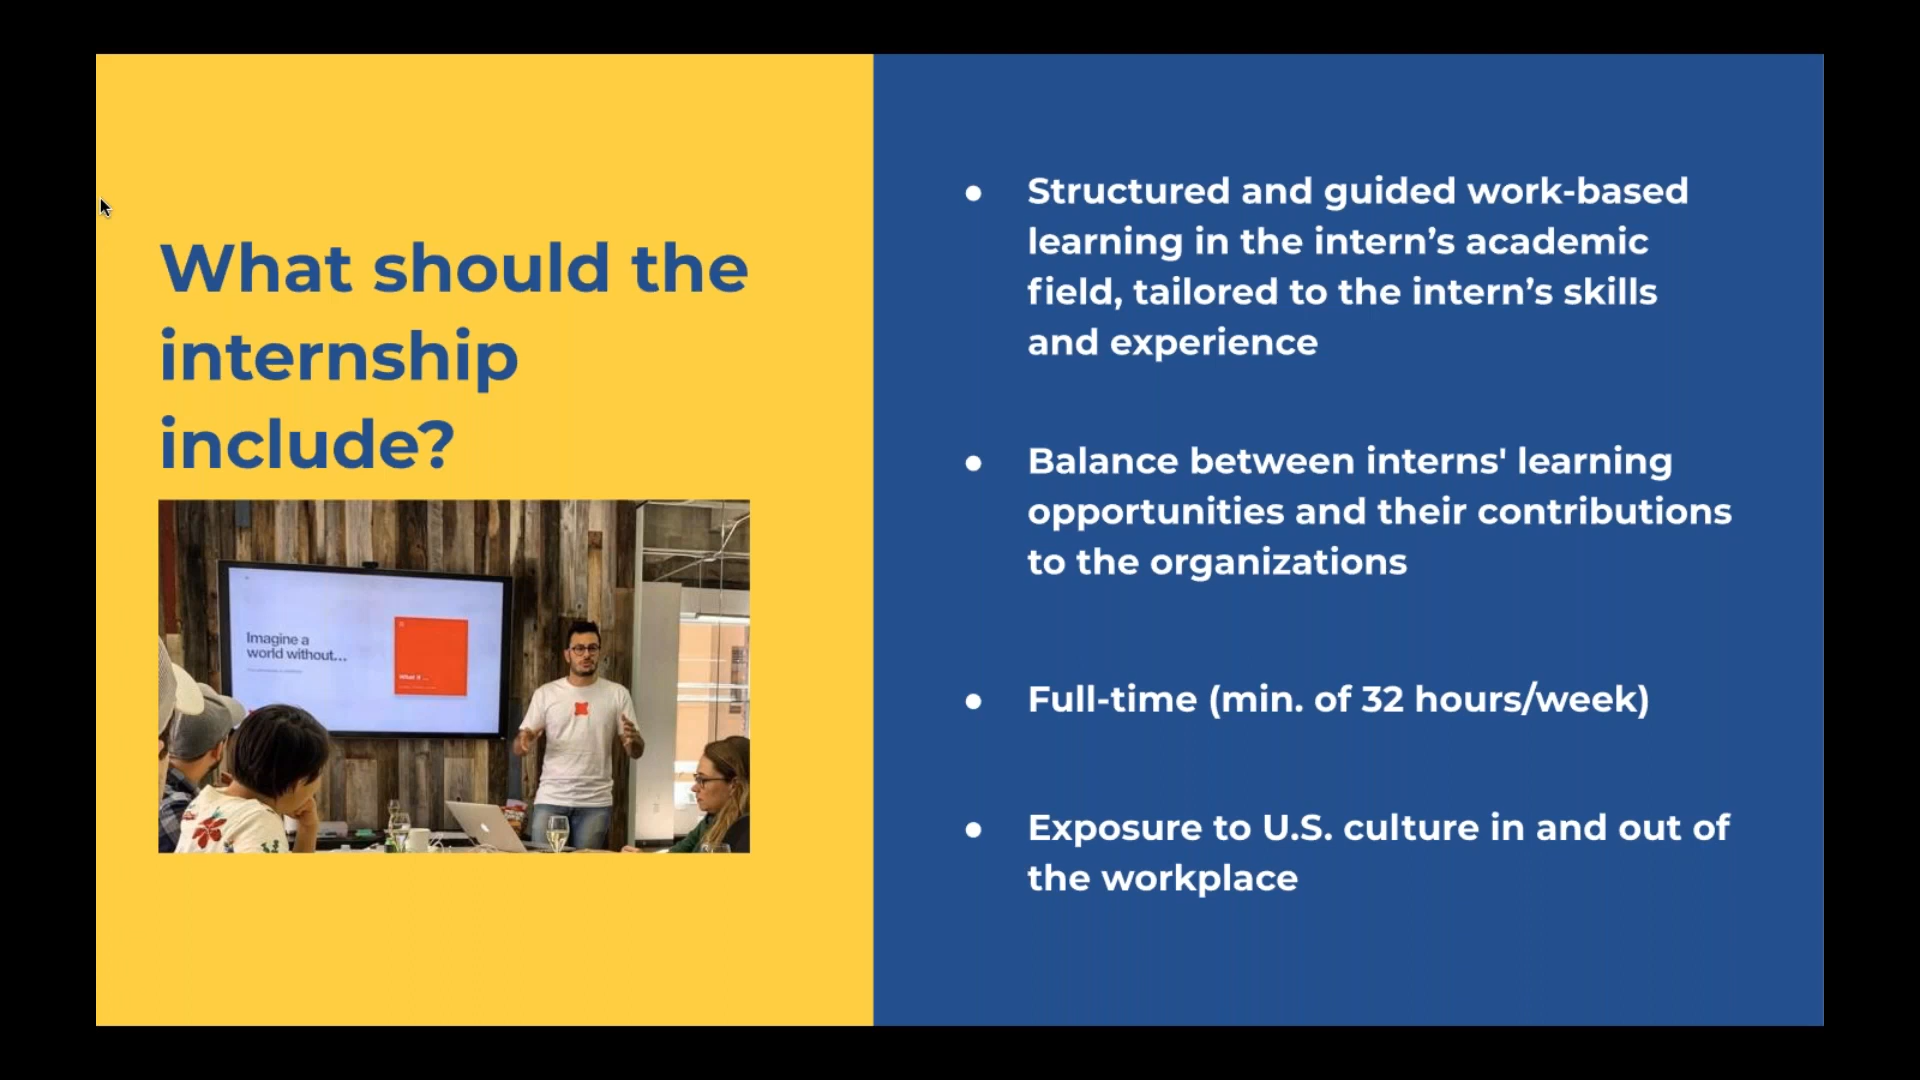 What should the
internship
include?
Imagine a
world without...
What if ...
● Structured and guided work-based
learning in the intern’s academic
field, tailored to the intern’s skills
and experience
● Balance between interns' learning
opportunities and their contributions
to the organizations
● Full-time (min. of 32 hours/week)
● Exposure to U.S. culture in and out of
the workplace